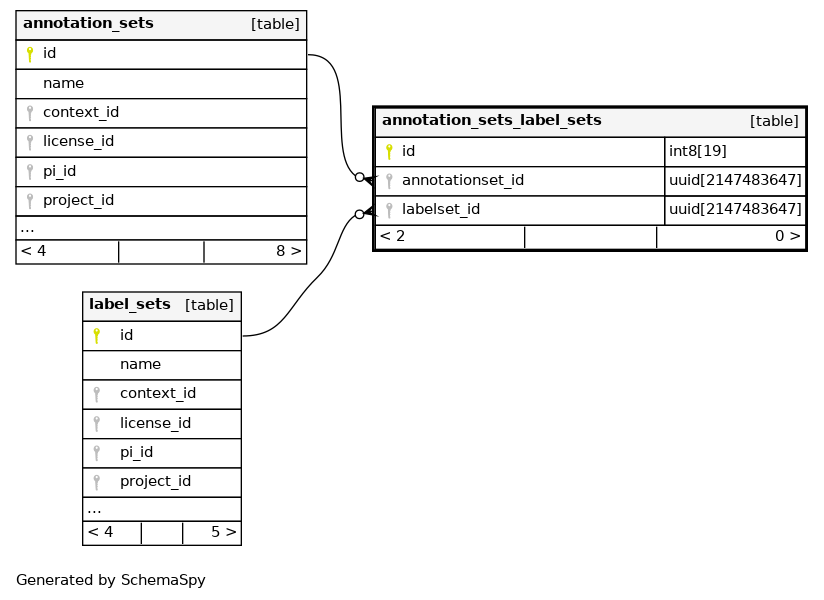 annotation_sets [table]
id
name
context_id
license_id
pi_id
project_id
...
< 4 8 >
annotation_sets_label_sets [table]
id int8[19]
annotationset_id uuid[2147483647]
labelset_id uuid[2147483647]
< 2 0 >
label_sets [table]
id
name
context_id
license_id
pi_id
project_id
...
< 4 5 >
Generated by SchemaSpy